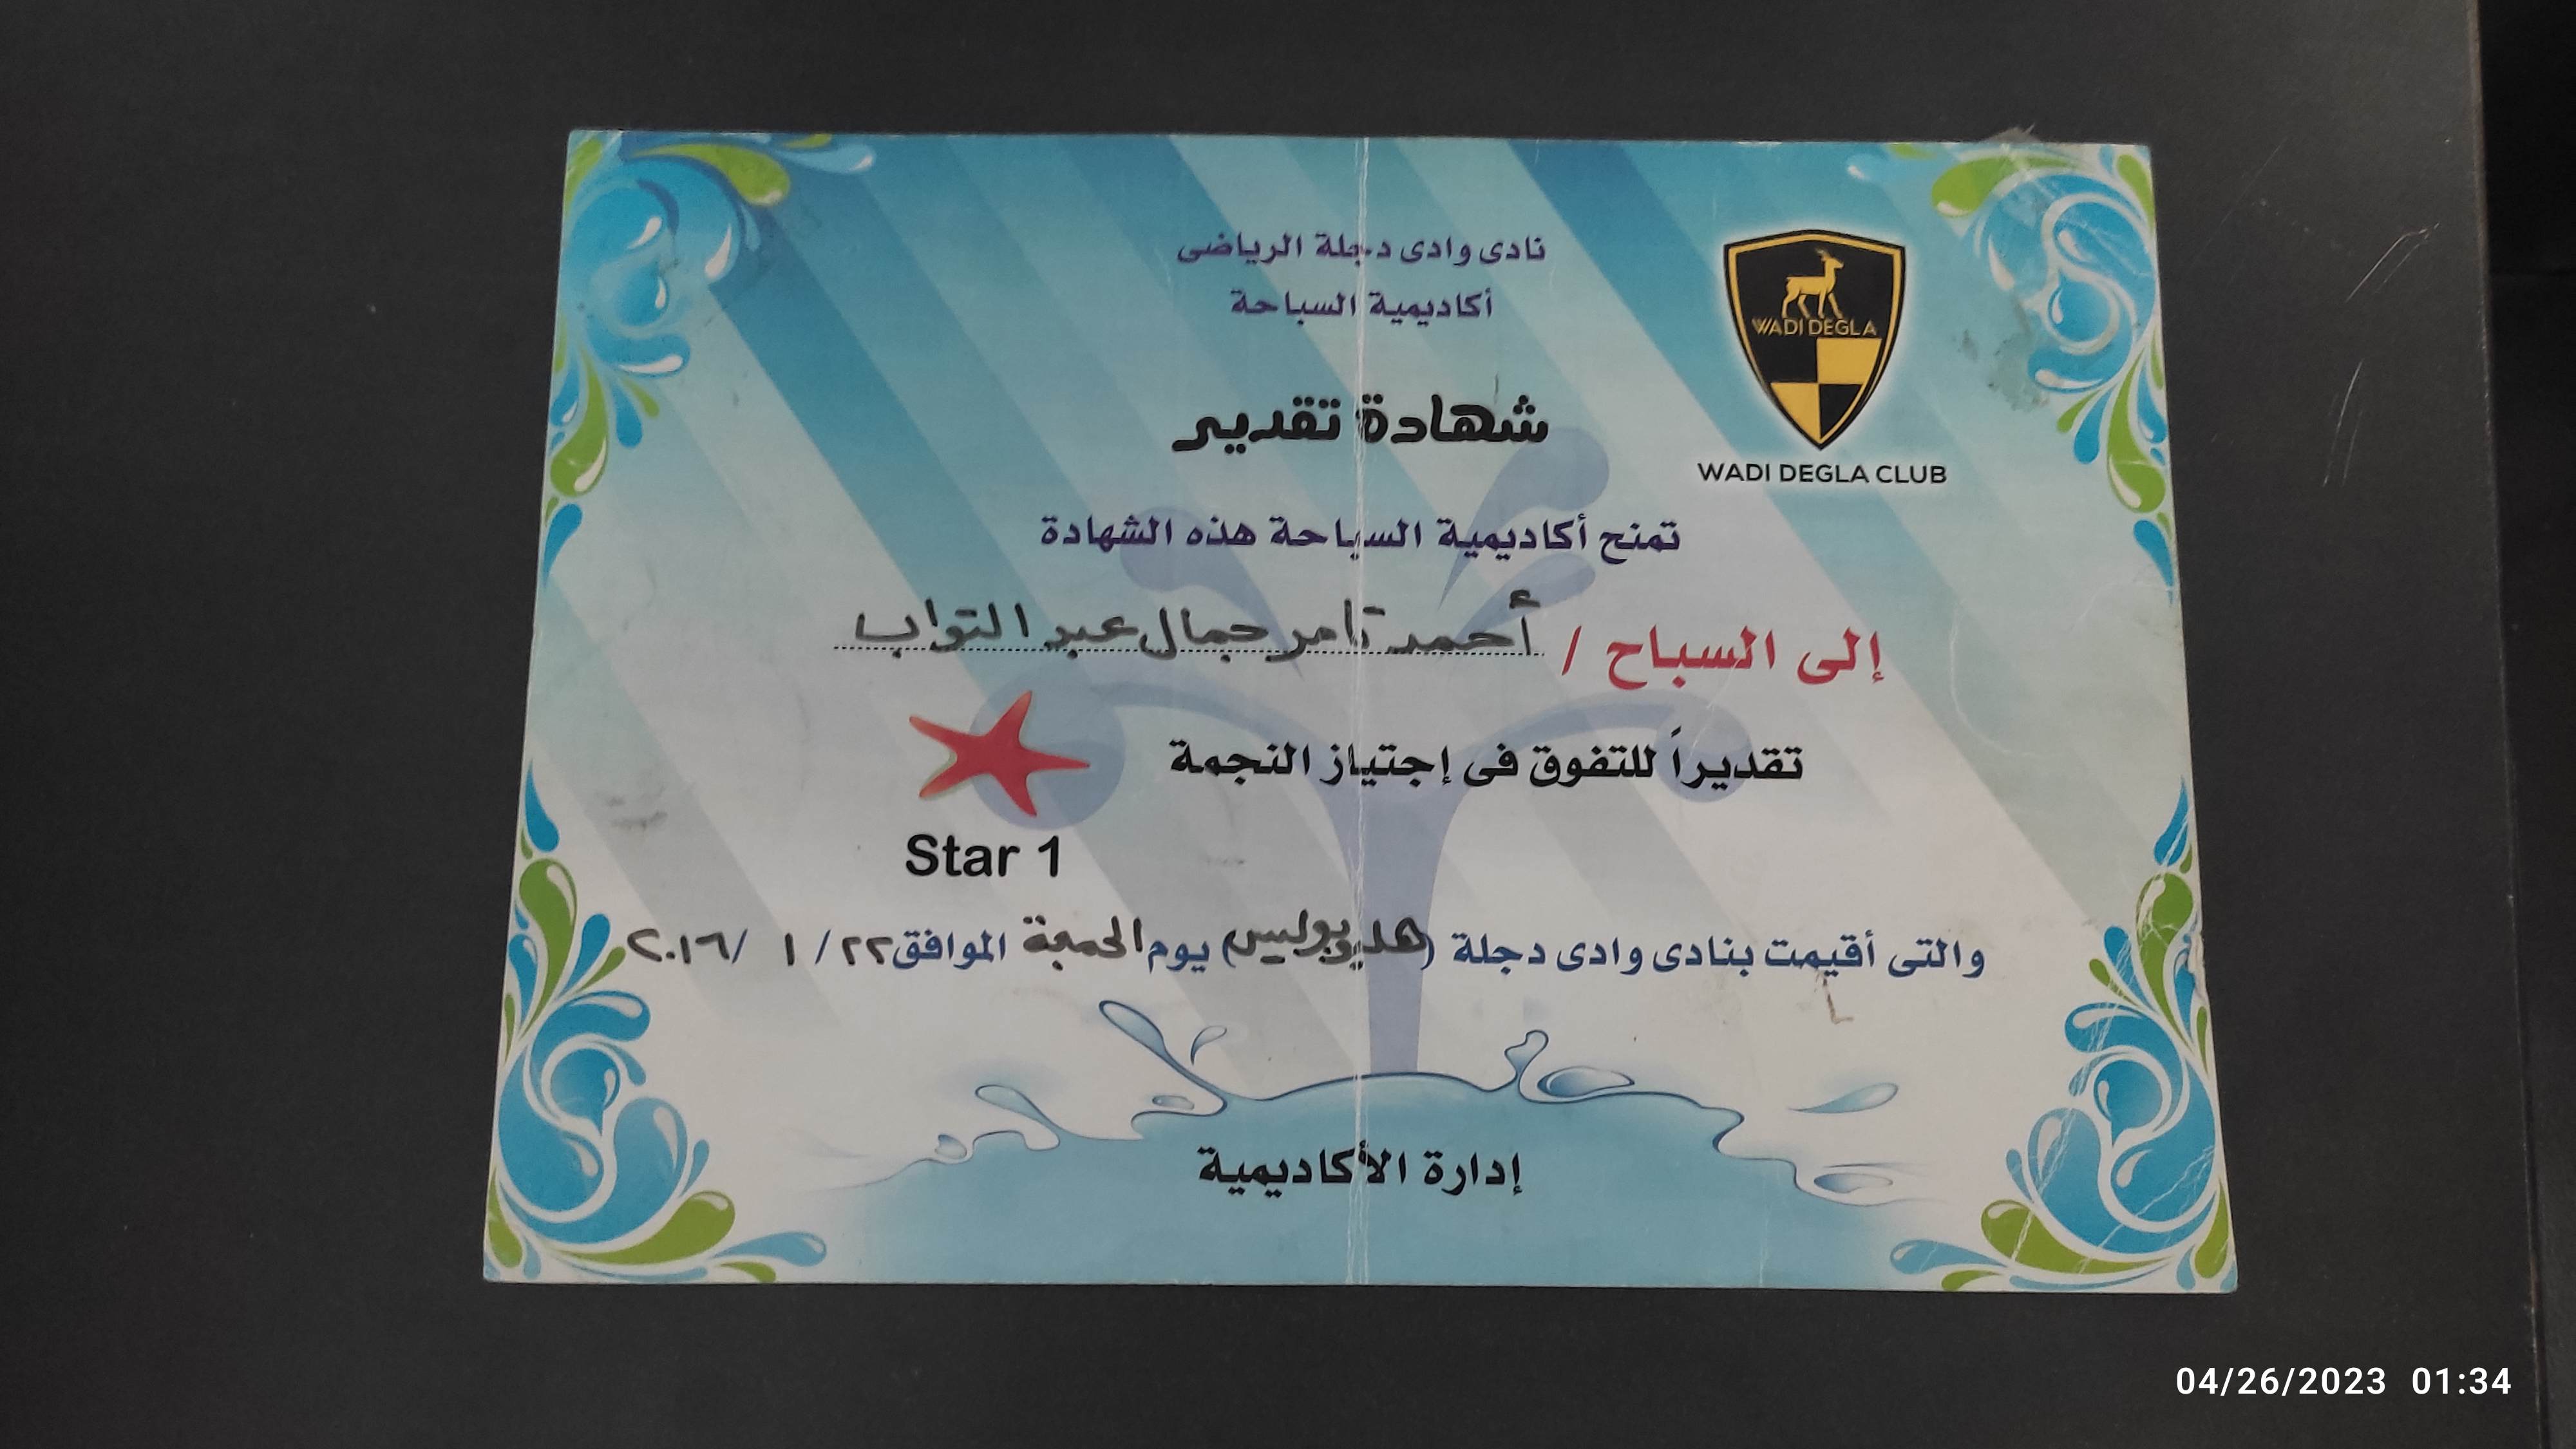 نادى وادى دجلة الرياضى
أكاديمية السباحة
WADI DEGLA
WADI DEGLA CLUB
شهادة تقدير
تمنح أكاديمية السباحة هذه الشهادة
إلى السباح / أحمد تامر جمال عبد التواب
تقديراً للتفوق فى إجتياز النجمة
Star 1
والتى أقيمت بنادى وادى دجلة (هليوبوليس) يوم الجمعة الموافق ٢٢ / ١ / ٢٠١٦
إدارة الأكاديمية
04/26/2023 01:34